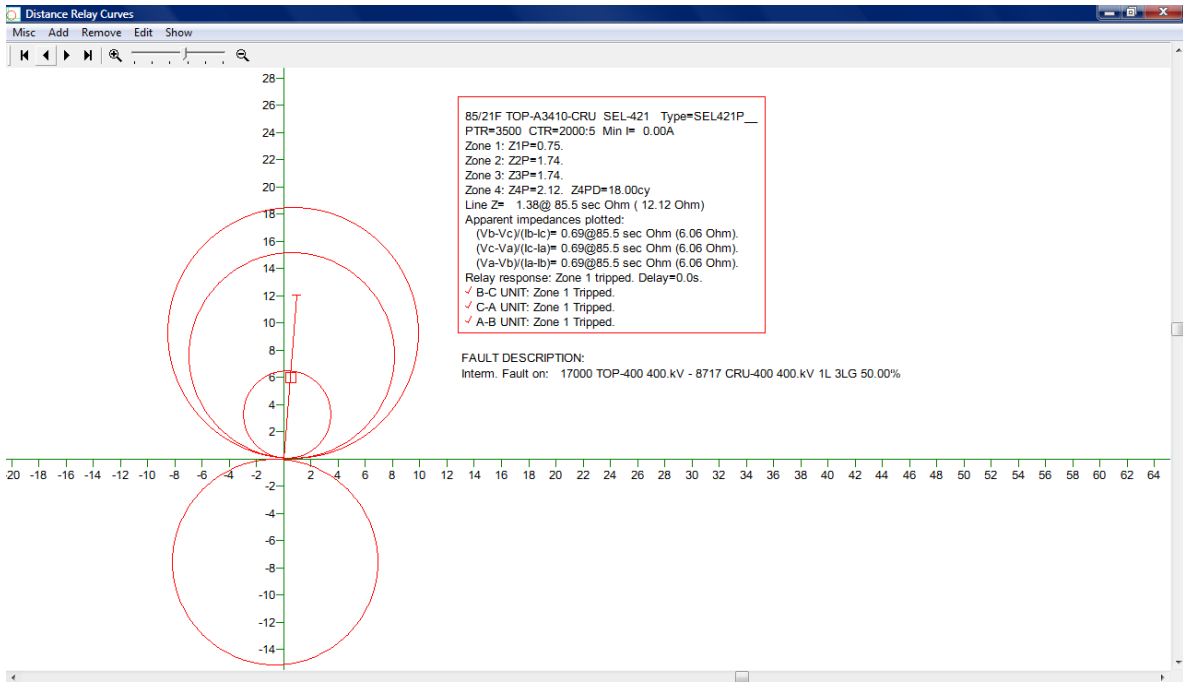 Distance Relay Curves
Misc Add Remove Edit Show
28
26
24
22
20
18
16
14
12
10
8
6
4
2
-20 -18 -16 -14 -12 -10 -8 -6 -4 -2 2 4 6 8 10 12 14 16 18 20 22 24 26 28 30 32 34 36 38 40 42 44 46 48 50 52 54 56 58 60 62 64
-2
-4
-6
-8
-10
-12
-14
85/21F TOP-A3410-CRU SEL-421 Type=SEL421P__
PTR=3500 CTR=2000:5 Min I= 0.00A
Zone 1: Z1P=0.75.
Zone 2: Z2P=1.74.
Zone 3: Z3P=1.74.
Zone 4: Z4P=2.12. Z4PD=18.00cy
Line Z= 1.38@ 85.5 sec Ohm ( 12.12 Ohm)
Apparent impedances plotted:
(Vb-Vc)/(Ib-Ic)= 0.69@85.5 sec Ohm (6.06 Ohm).
(Vc-Va)/(Ic-Ia)= 0.69@85.5 sec Ohm (6.06 Ohm).
(Va-Vb)/(Ia-Ib)= 0.69@85.5 sec Ohm (6.06 Ohm).
Relay response: Zone 1 tripped. Delay=0.0s.
✓ B-C UNIT: Zone 1 Tripped.
✓ C-A UNIT: Zone 1 Tripped.
✓ A-B UNIT: Zone 1 Tripped.
FAULT DESCRIPTION:
Interm. Fault on: 17000 TOP-400 400.kV - 8717 CRU-400 400.kV 1L 3LG 50.00%